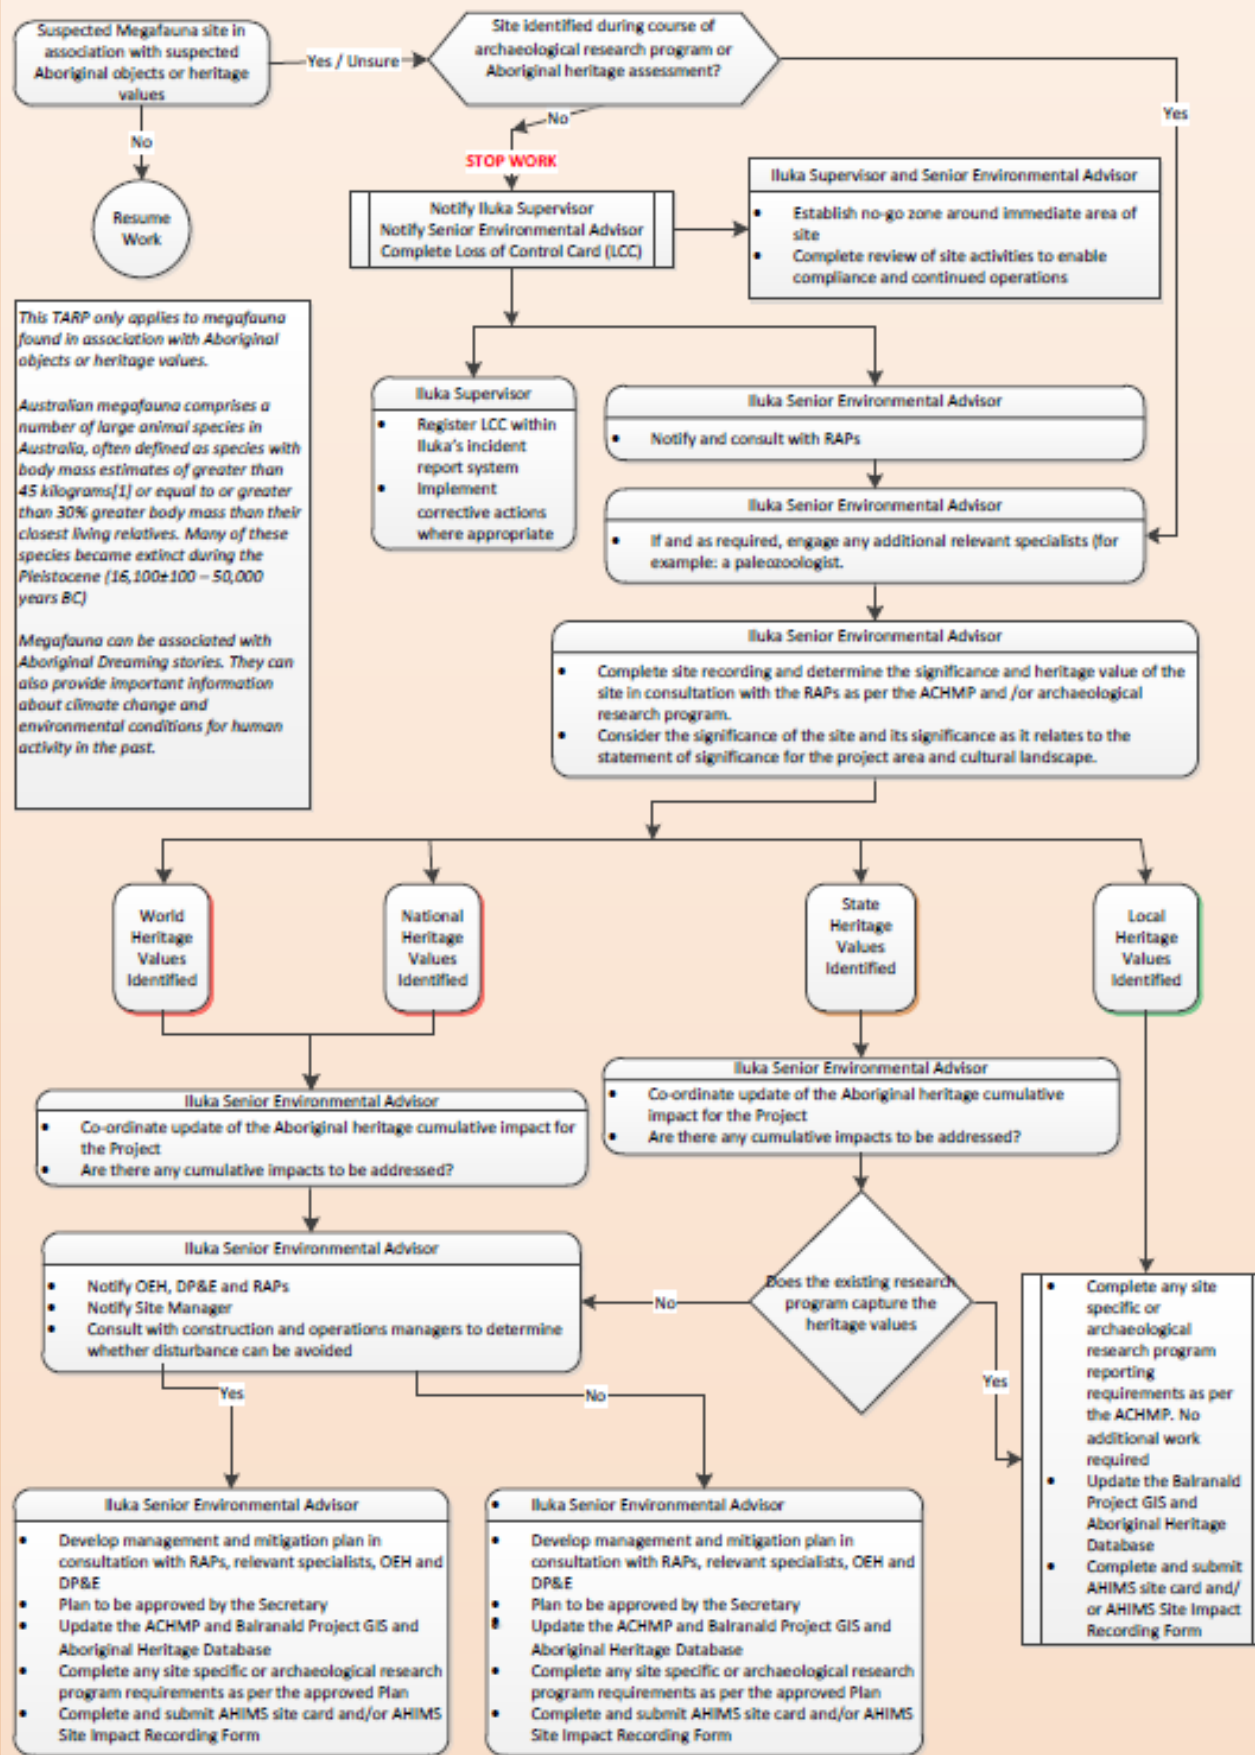 Suspected Megafauna site in
association with suspected
Aboriginal objects or heritage
values
Yes / Unsure
Site identified during course of
archaeological research program or
Aboriginal heritage assessment?
Yes
No
No
STOP WORK
Resume
Work
Notify Iluka Supervisor
Notify Senior Environmental Advisor
Complete Loss of Control Card (LCC)
Iluka Supervisor and Senior Environmental Advisor
• Establish no-go zone around immediate area of
site
• Complete review of site activities to enable
compliance and continued operations
This TARP only applies to megafauna
found in association with Aboriginal
objects or heritage values.
Australian megafauna comprises a
number of large animal species in
Australia, often defined as species with
body mass estimates of greater than
45 kilograms[1] or equal to or greater
than 30% greater body mass than their
closest living relatives. Many of these
species became extinct during the
Pleistocene (16,100±100 – 50,000
years BC)
Megafauna can be associated with
Aboriginal Dreaming stories. They can
also provide important information
about climate change and
environmental conditions for human
activity in the past.
Iluka Supervisor
• Register LCC within
Iluka's incident
report system
• Implement
corrective actions
where appropriate
Iluka Senior Environmental Advisor
• Notify and consult with RAPs
Iluka Senior Environmental Advisor
• If and as required, engage any additional relevant specialists (for
example: a paleozoologist.
Iluka Senior Environmental Advisor
• Complete site recording and determine the significance and heritage value of the
site in consultation with the RAPs as per the ACHMP and /or archaeological
research program.
• Consider the significance of the site and its significance as it relates to the
statement of significance for the project area and cultural landscape.
World
Heritage
Values
Identified
National
Heritage
Values
Identified
State
Heritage
Values
Identified
Local
Heritage
Values
Identified
Iluka Senior Environmental Advisor
• Co-ordinate update of the Aboriginal heritage cumulative impact for
the Project
• Are there any cumulative impacts to be addressed?
Iluka Senior Environmental Advisor
• Co-ordinate update of the Aboriginal heritage cumulative
impact for the Project
• Are there any cumulative impacts to be addressed?
Iluka Senior Environmental Advisor
• Notify OEH, DP&E and RAPs
• Notify Site Manager
• Consult with construction and operations managers to determine
whether disturbance can be avoided
No
Does the existing research
program capture the
heritage values
Yes
Yes
No
• Complete any site
specific or
archaeological
research program
reporting
requirements as per
the ACHMP. No
additional work
required
• Update the Balranald
Project GIS and
Aboriginal Heritage
Database
• Complete and submit
AHIMS site card and/
or AHIMS Site Impact
Recording Form
Iluka Senior Environmental Advisor
• Develop management and mitigation plan in
consultation with RAPs, relevant specialists, OEH and
DP&E
• Plan to be approved by the Secretary
• Update the ACHMP and Balranald Project GIS and
Aboriginal Heritage Database
• Complete any site specific or archaeological research
program requirements as per the approved Plan
• Complete and submit AHIMS site card and/or AHIMS
Site Impact Recording Form
• Iluka Senior Environmental Advisor
• Develop management and mitigation plan in
consultation with RAPs, relevant specialists, OEH and
DP&E
• Plan to be approved by the Secretary
• Update the ACHMP and Balranald Project GIS and
Aboriginal Heritage Database
• Complete any site specific or archaeological research
program requirements as per the approved Plan
• Complete and submit AHIMS site card and/or AHIMS
Site Impact Recording Form